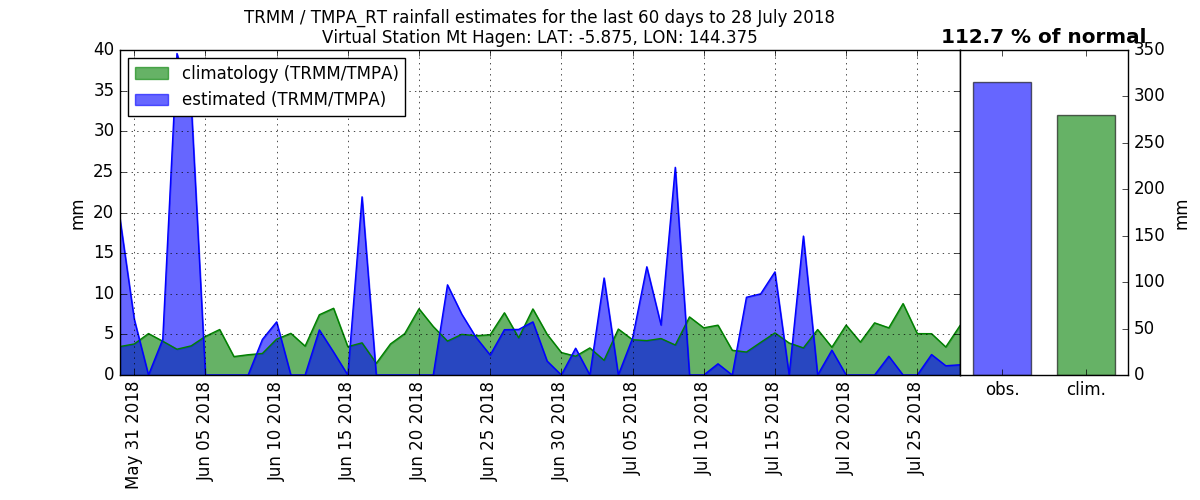 TRMM / TMPA_RT rainfall estimates for the last 60 days to 28 July 2018
Virtual Station Mt Hagen: LAT: -5.875, LON: 144.375
112.7 % of normal
climatology (TRMM/TMPA)
estimated (TRMM/TMPA)
40
35
30
25
20
15
10
5
0
mm
May 31 2018
Jun 05 2018
Jun 10 2018
Jun 15 2018
Jun 20 2018
Jun 25 2018
Jun 30 2018
Jul 05 2018
Jul 10 2018
Jul 15 2018
Jul 20 2018
Jul 25 2018
obs.
clim.
350
300
250
200
150
100
50
0
mm